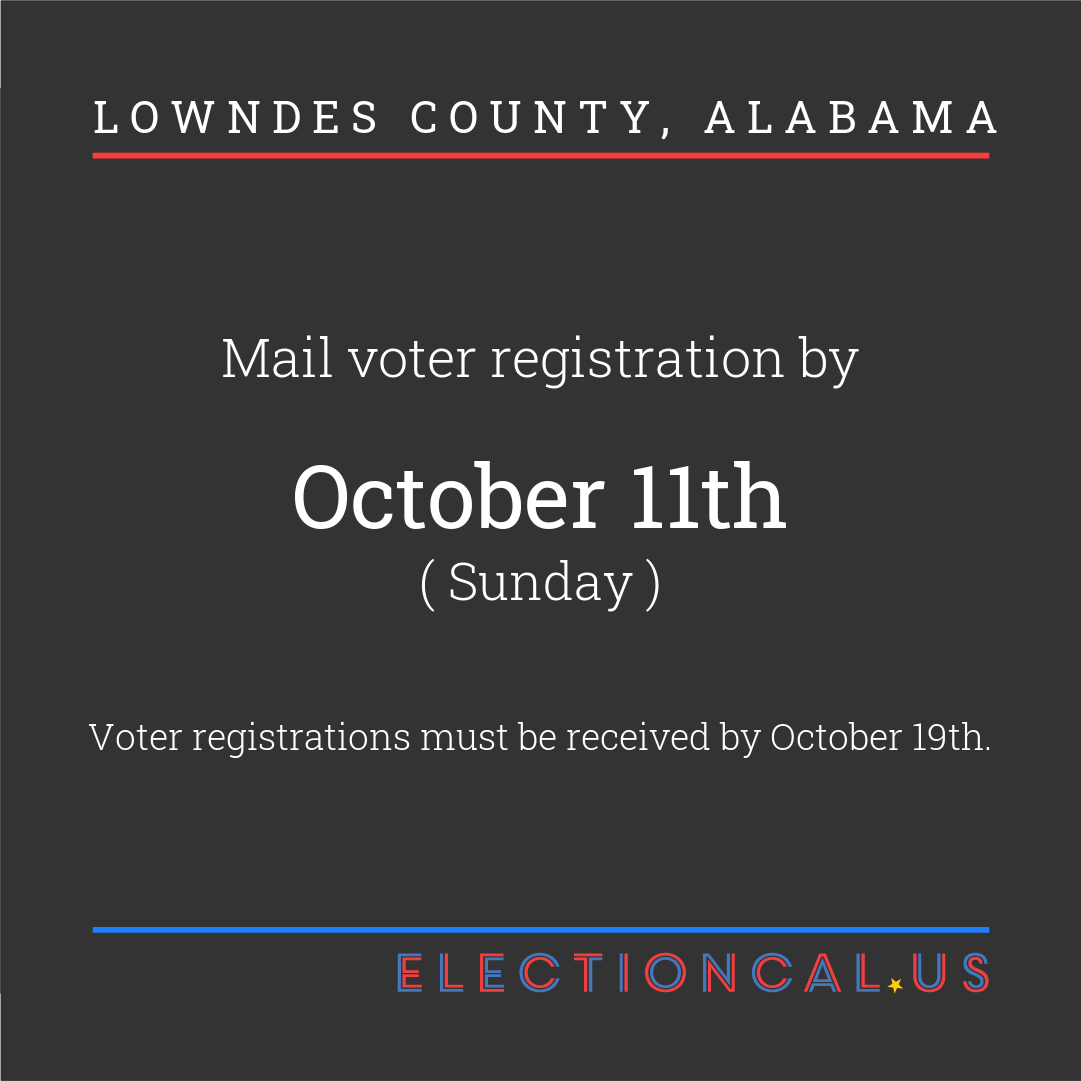 LOWNDES COUNTY, ALABAMA
Mail voter registration by
October 11th
( Sunday )
Voter registrations must be received by October 19th.
ELECTIONCAL.US